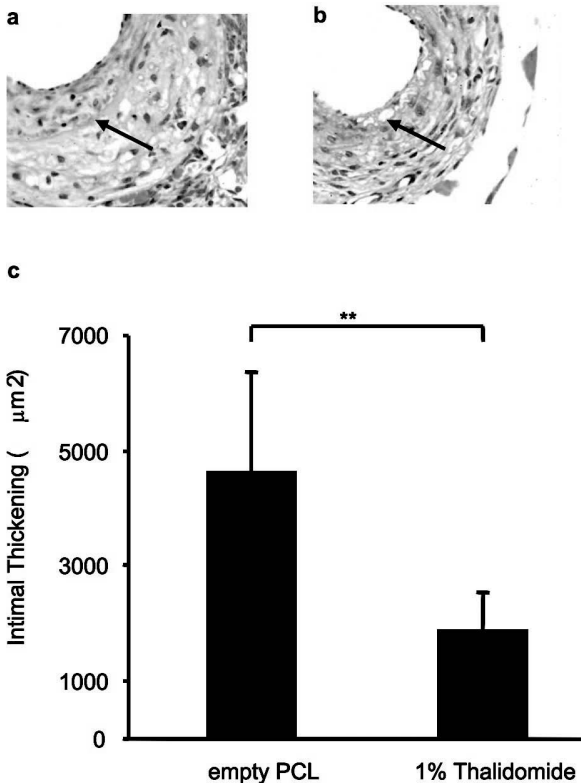 a
b
c
**
7000
5000
3000
1000
0
Intimal Thickening ( μm2)
empty PCL
1% Thalidomide